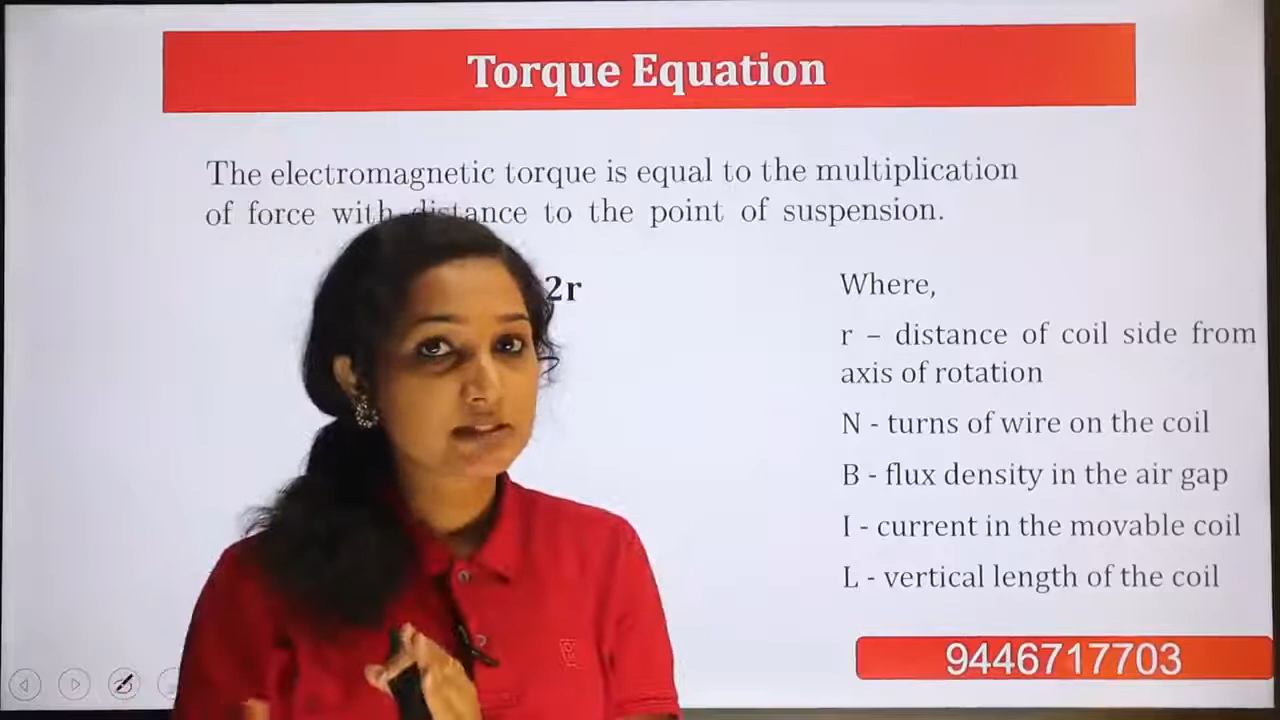 Torque Equation
The electromagnetic torque is equal to the multiplication
of force with distance to the point of suspension.
2r
Where,
r – distance of coil side from
axis of rotation
N - turns of wire on the coil
B - flux density in the air gap
I - current in the movable coil
L - vertical length of the coil
9446717703